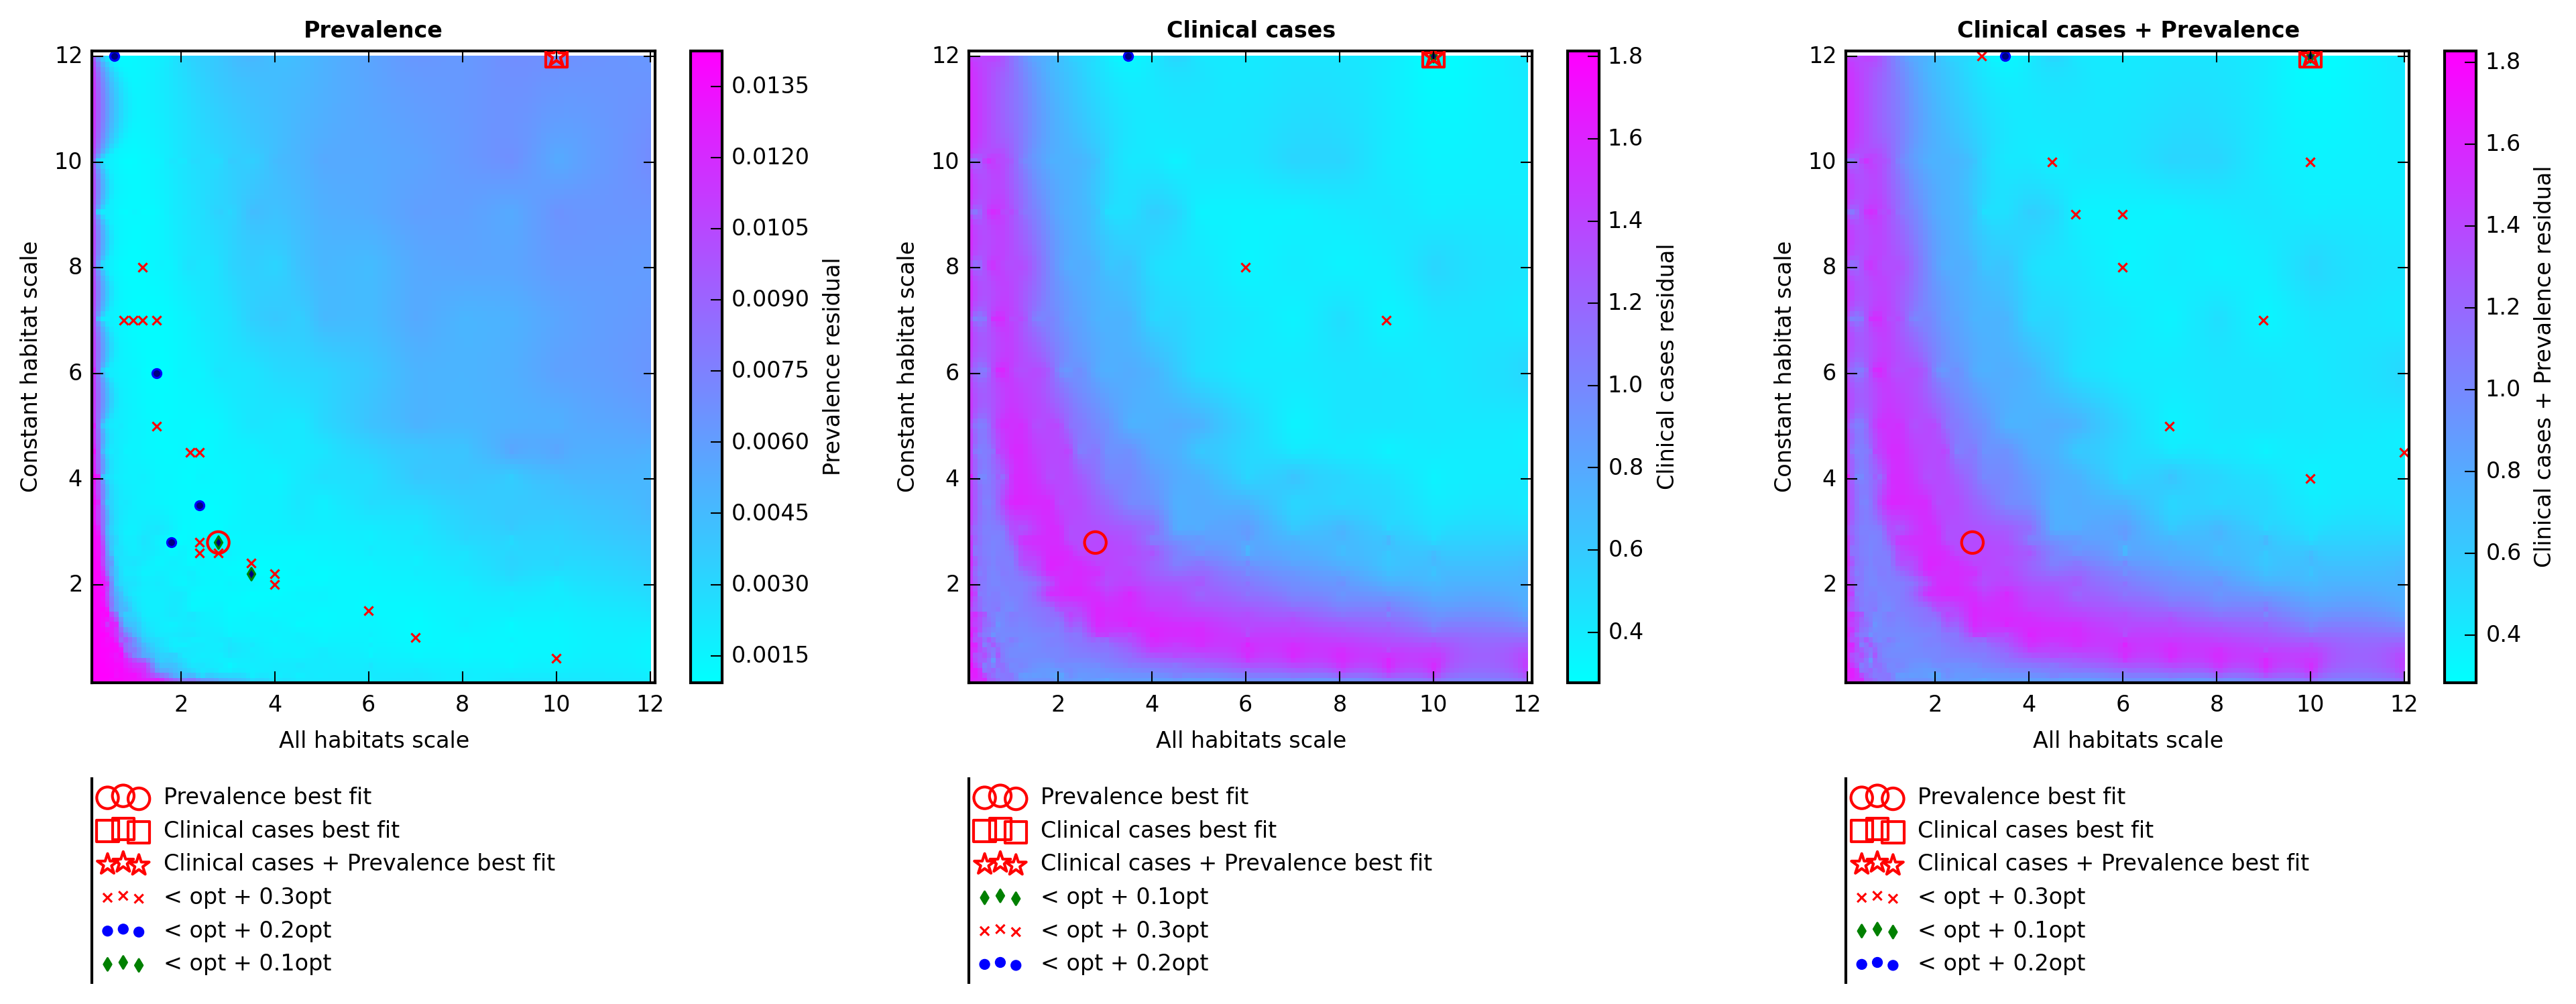 Prevalence
12
10
8
6
4
2
2 4 6 8 10 12
Constant habitat scale
All habitats scale
0.0135
0.0120
0.0105
0.0090
0.0075
0.0060
0.0045
0.0030
0.0015
Prevalence residual
Prevalence best fit
Clinical cases best fit
Clinical cases + Prevalence best fit
< opt + 0.3opt
< opt + 0.2opt
< opt + 0.1opt
Clinical cases
12
10
8
6
4
2
2 4 6 8 10 12
Constant habitat scale
All habitats scale
1.8
1.6
1.4
1.2
1.0
0.8
0.6
0.4
Clinical cases residual
Prevalence best fit
Clinical cases best fit
Clinical cases + Prevalence best fit
< opt + 0.1opt
< opt + 0.3opt
< opt + 0.2opt
Clinical cases + Prevalence
12
10
8
6
4
2
2 4 6 8 10 12
Constant habitat scale
All habitats scale
1.8
1.6
1.4
1.2
1.0
0.8
0.6
0.4
Clinical cases + Prevalence residual
Prevalence best fit
Clinical cases best fit
Clinical cases + Prevalence best fit
< opt + 0.3opt
< opt + 0.1opt
< opt + 0.2opt